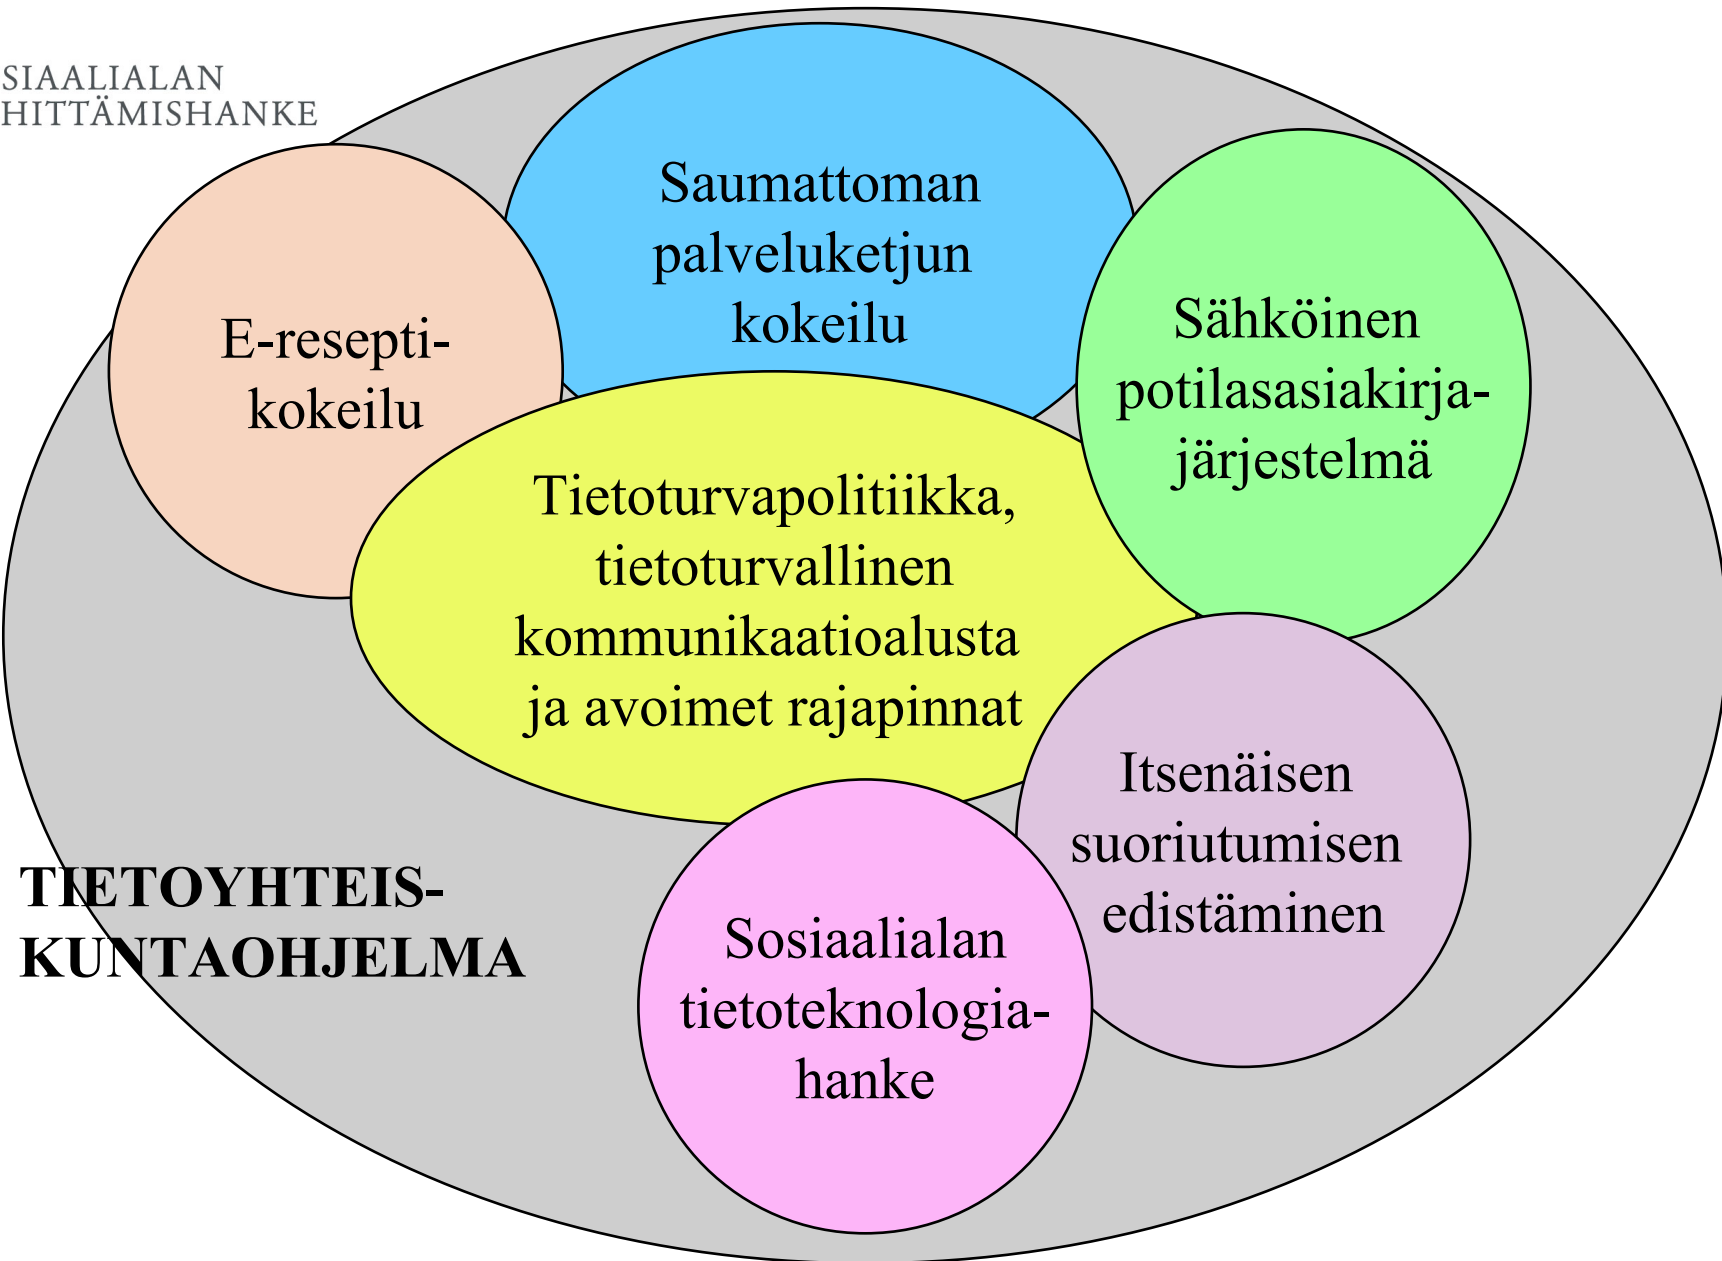 SIAALIALAN
HITTÄMISHANKE
Saumattoman
palveluketjun
kokeilu
E-resepti-
kokeilu
Sähköinen
potilasasiakirja-
järjestelmä
Tietoturvapolitiikka,
tietoturvallinen
kommunikaatioalusta
ja avoimet rajapinnat
Itsenäisen
suoriutumisen
edistäminen
TIETOYHTEIS-
KUNTAOHJELMA
Sosiaalialan
tietoteknologia-
hanke